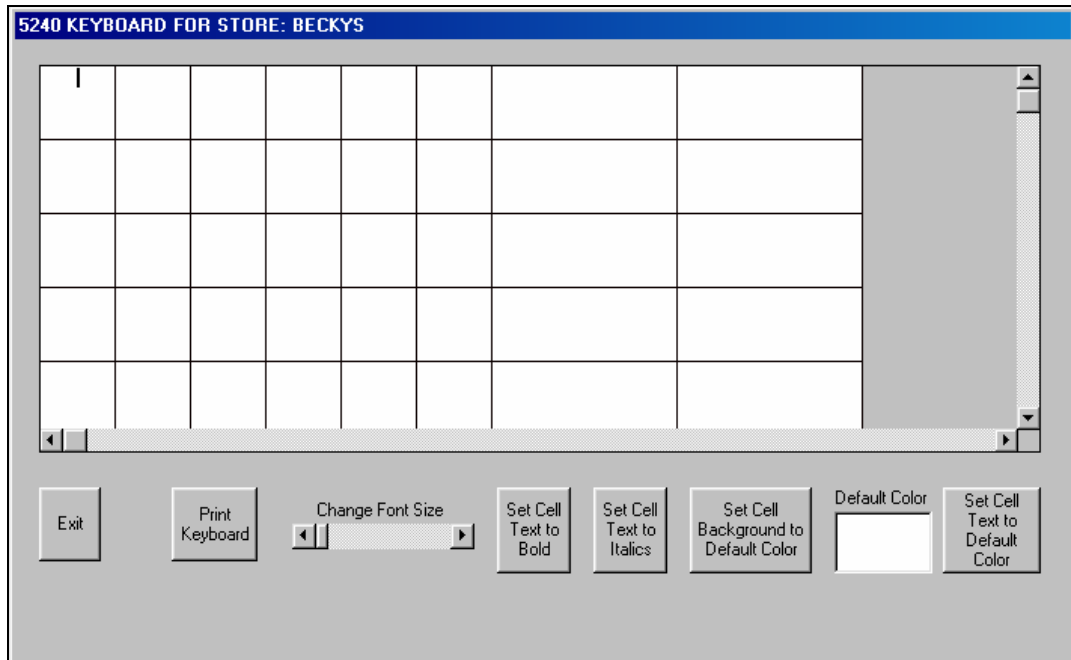 5240 KEYBOARD FOR STORE: BECKYS
Exit
Print
Keyboard
Change Font Size
Set Cell
Text to
Bold
Set Cell
Text to
Italics
Set Cell
Background to
Default Color
Default Color
Set Cell
Text to
Default
Color